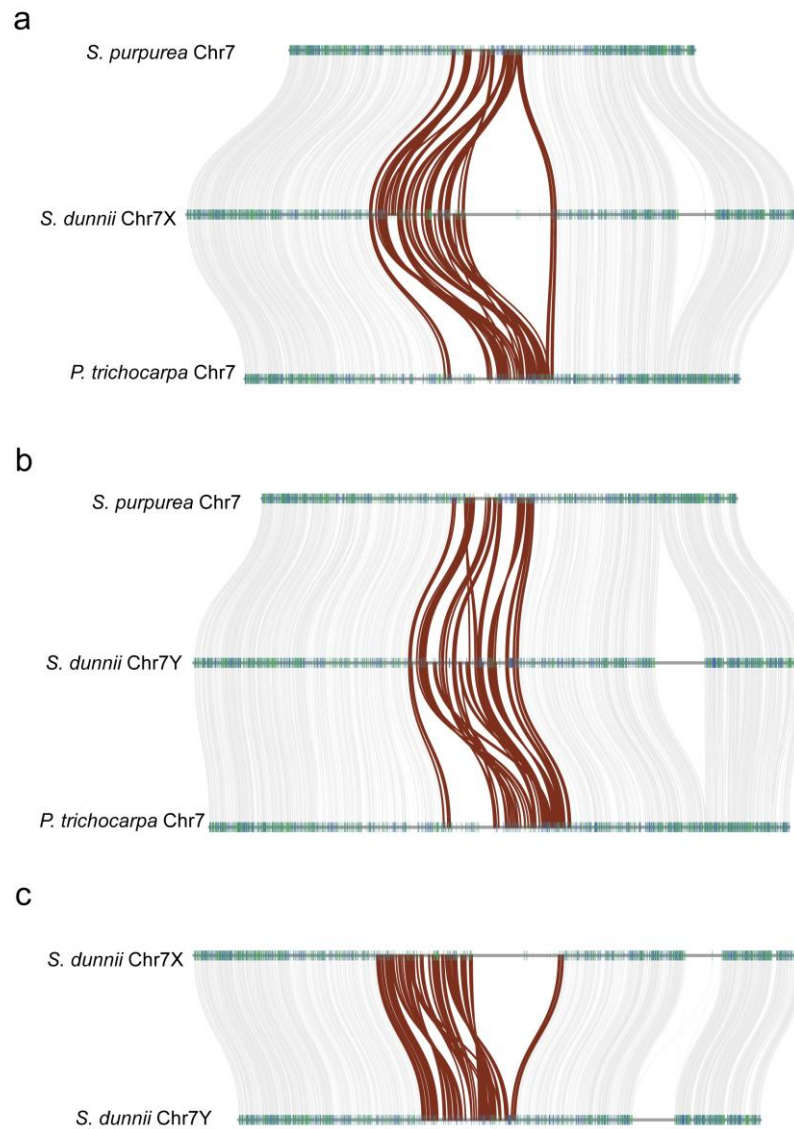 a
S. purpurea Chr7
S. dunnii Chr7X
P. trichocarpa Chr7
b
S. purpurea Chr7
S. dunnii Chr7Y
P. trichocarpa Chr7
c
S. dunnii Chr7X
S. dunnii Chr7Y